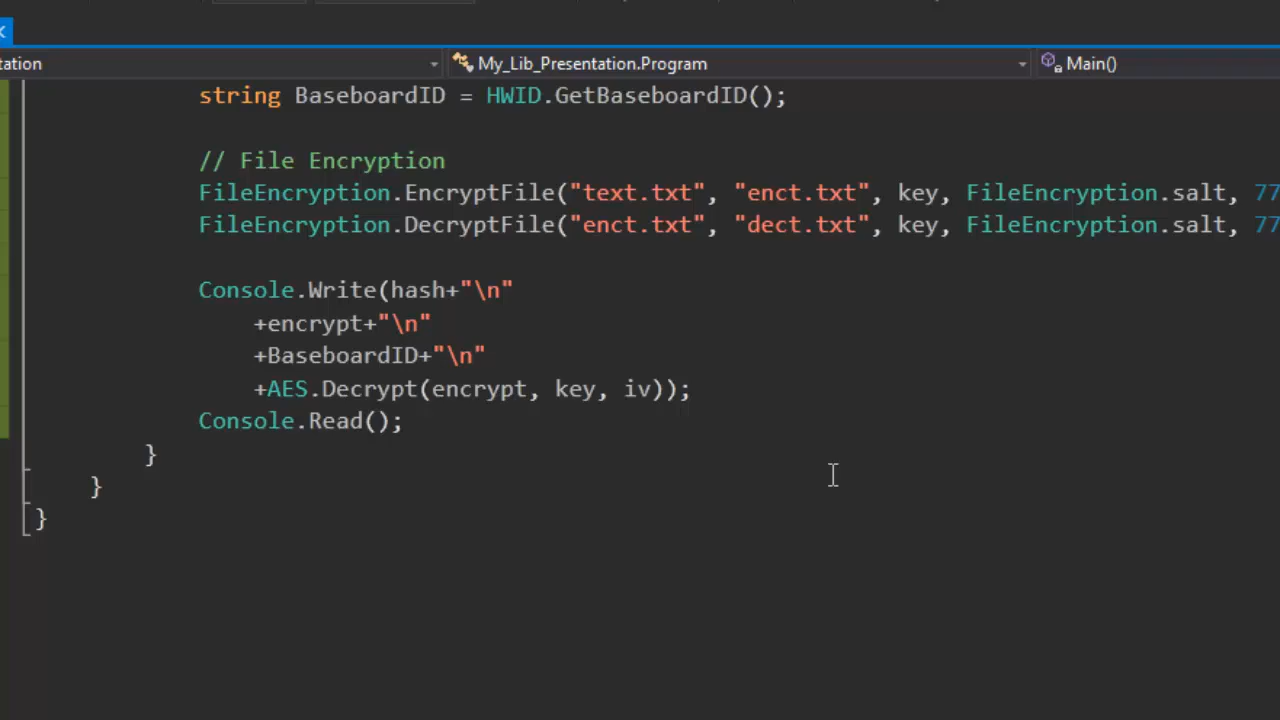 tation My_Lib_Presentation.Program Main()
string BaseboardID = HWID.GetBaseboardID();
// File Encryption
FileEncryption.EncryptFile("text.txt", "enct.txt", key, FileEncryption.salt, 77
FileEncryption.DecryptFile("enct.txt", "dect.txt", key, FileEncryption.salt, 77
Console.Write(hash+"\n"
+encrypt+"\n"
+BaseboardID+"\n"
+AES.Decrypt(encrypt, key, iv));
Console.Read();
}
}
}